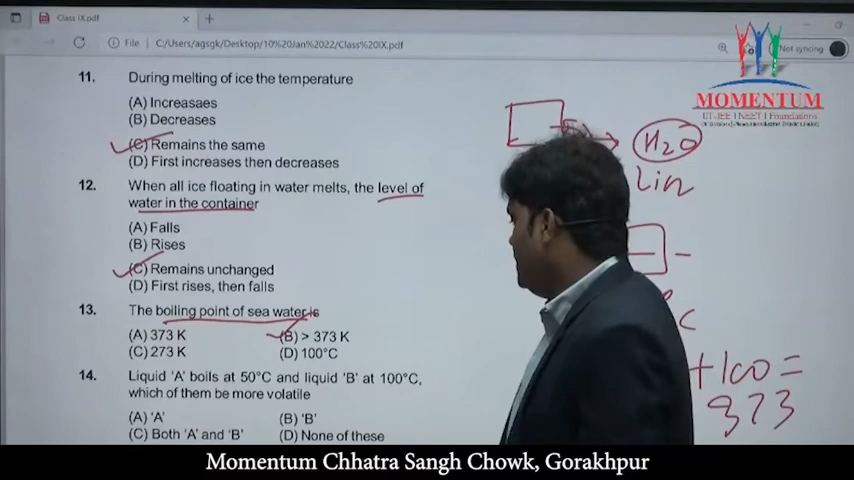 Class IX.pdf
File
C:/Users/agsgk/Desktop/10%20Jan%2022/Class%20IX.pdf
Not syncing
MOMENTUM
11. During melting of ice the temperature
(A) Increasaes
(B) Decreases
(C) Remains the same
(D) First increases then decreases
12. When all ice floating in water melts, the level of
water in the container
(A) Falls
(B) Rises
(C) Remains unchanged
(D) First rises, then falls
13. The boiling point of sea water is
(A) 373 K (B) > 373 K
(C) 273 K (D) 100°C
14. Liquid 'A' boils at 50°C and liquid 'B' at 100°C,
which of them be more volatile
(A) 'A' (B) 'B'
(C) Both 'A' and 'B' (D) None of these
H2O
C
+100 =
373
Momentum Chhatra Sangh Chowk, Gorakhpur